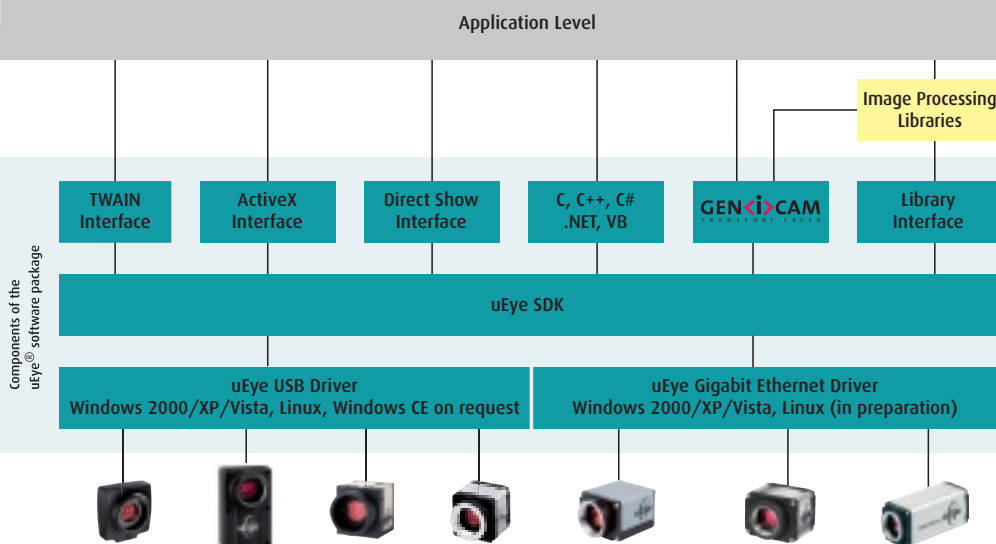 Application Level
Image Processing
Libraries
TWAIN
Interface
ActiveX
Interface
Direct Show
Interface
C, C++, C#
.NET, VB
GEN<i>CAM
TRANSPORT LAYER
Library
Interface
Components of the
uEye® software package
uEye SDK
uEye USB Driver
Windows 2000/XP/Vista, Linux, Windows CE on request
uEye Gigabit Ethernet Driver
Windows 2000/XP/Vista, Linux (in preparation)